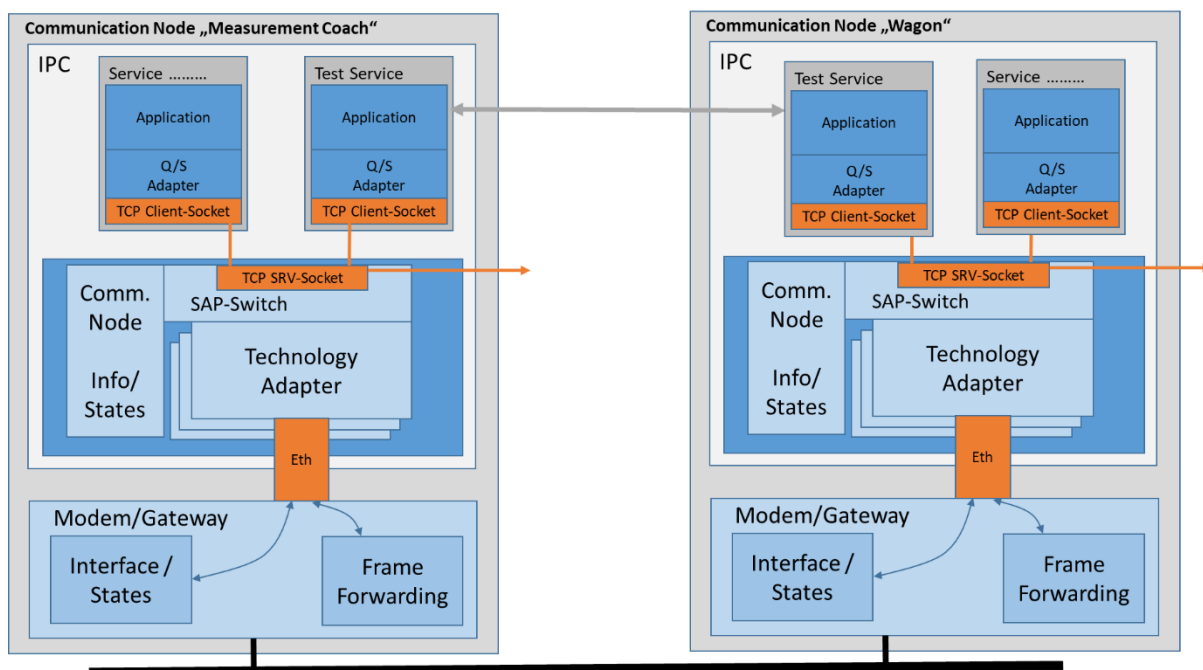 Communication Node „Measurement Coach“
IPC
Service ………
Application
Q/S
Adapter
TCP Client-Socket
Test Service
Application
Q/S
Adapter
TCP Client-Socket
TCP SRV-Socket
SAP-Switch
Comm.
Node
Info/
States
Technology
Adapter
Eth
Modem/Gateway
Interface /
States
Frame
Forwarding
Communication Node „Wagon“
IPC
Test Service
Application
Q/S
Adapter
TCP Client-Socket
Service ………
Application
Q/S
Adapter
TCP Client-Socket
TCP SRV-Socket
SAP-Switch
Comm.
Node
Info/
States
Technology
Adapter
Eth
Modem/Gateway
Interface /
States
Frame
Forwarding